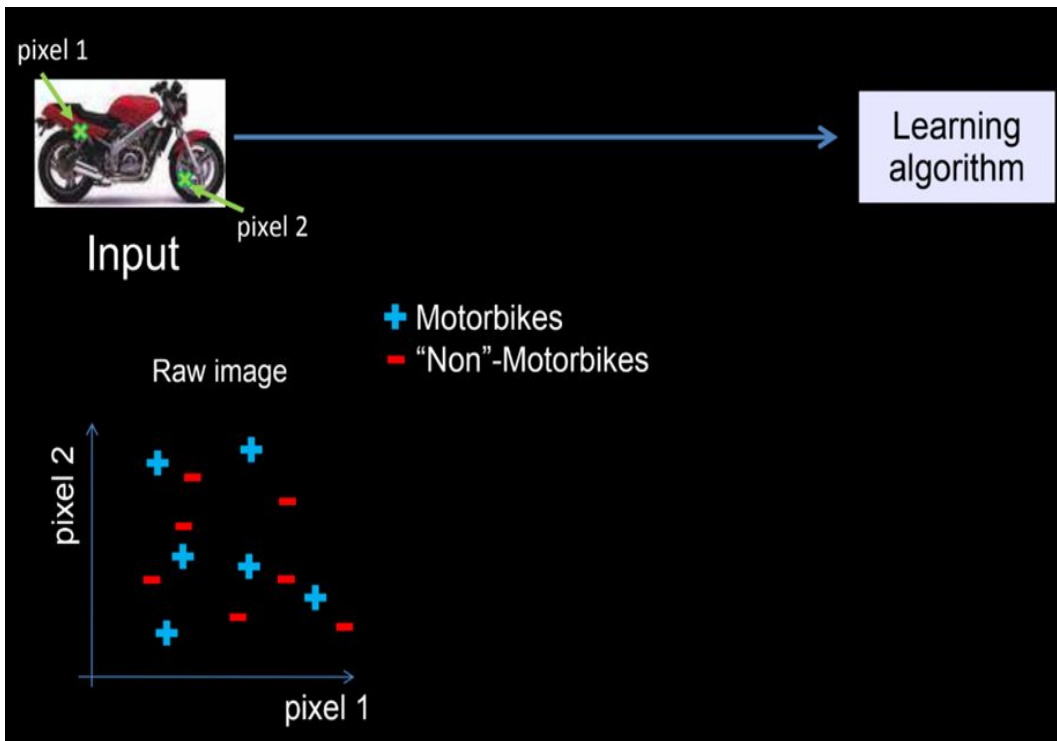 pixel 1
Learning
algorithm
pixel 2
Input
Motorbikes
“Non”-Motorbikes
Raw image
pixel 2
pixel 1